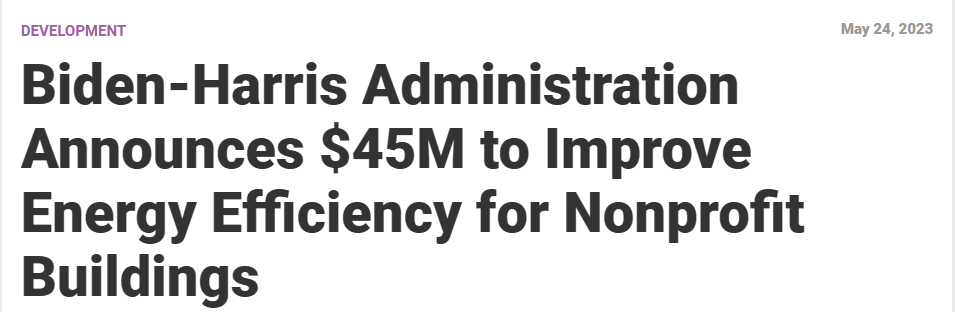 DEVELOPMENT
May 24, 2023
Biden-Harris Administration
Announces $45M to Improve
Energy Efficiency for Nonprofit
Buildings